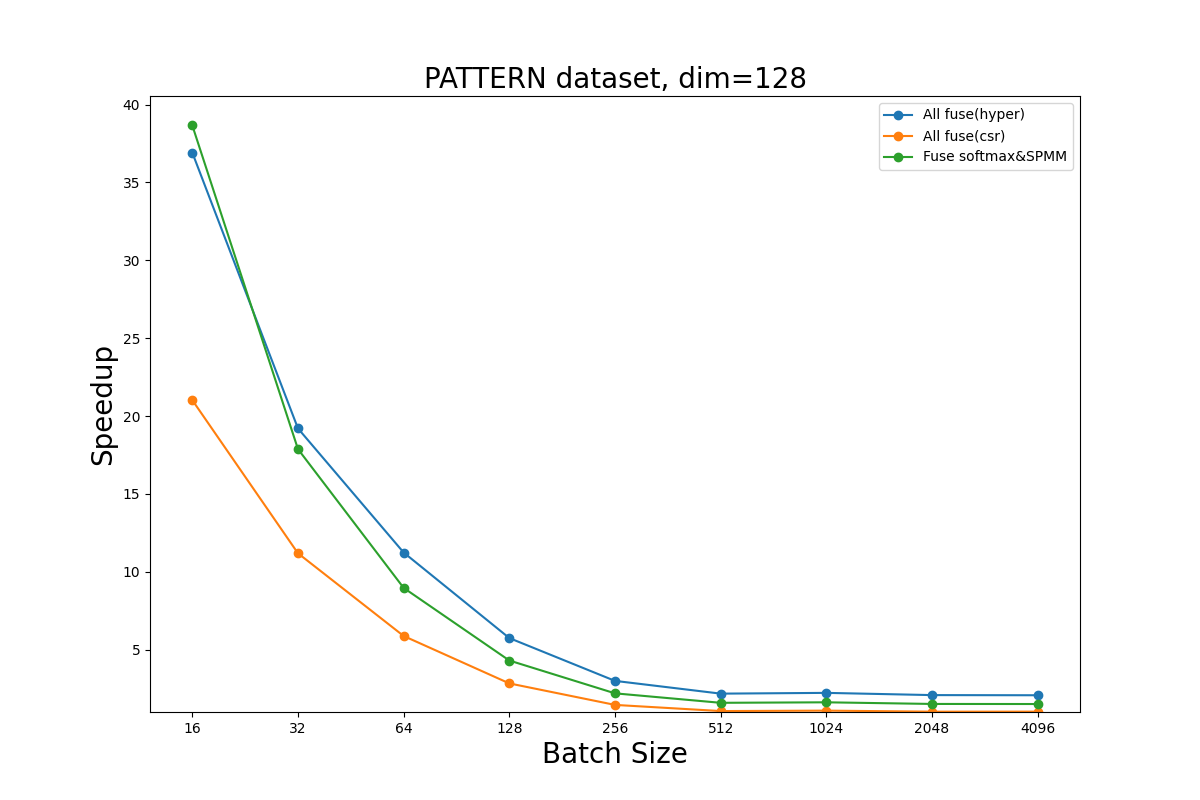 PATTERN dataset, dim=128
All fuse(hyper)
All fuse(csr)
Fuse softmax&SPMM
Speedup
40
35
30
25
20
15
10
5
16 32 64 128 256 512 1024 2048 4096
Batch Size